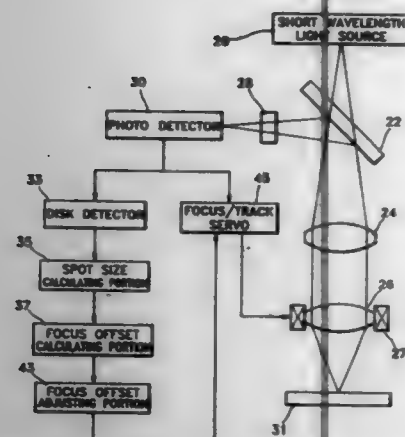 SHORT WAVELENGTH
LIGHT SOURCE
29
30
28
PHOTO DETECTOR
22
33
45
DISK DETECTOR
FOCUS/TRACK
SERVO
24
35
SPOT SIZE
CALCULATING PORTION
26
27
37
FOCUS OFFSET
CALCULATING PORTION
43
FOCUS OFFSET
ADJUSTING PORTION
31